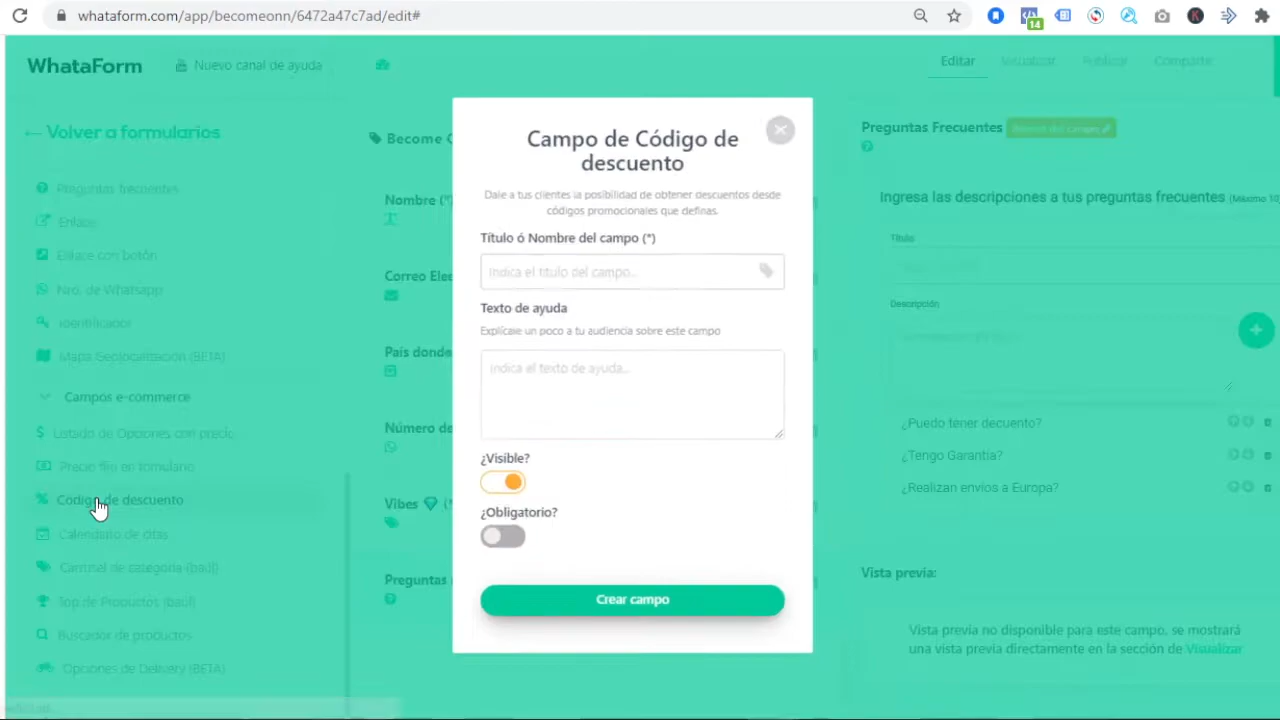 whataform.com/app/becomeonn/6472a47c7ad/edit#
14
K
WhataForm
Nuevo canal de ayuda
Editar
Visualizar
Publicar
Comparte
← Volver a formularios
Preguntas frecuentes
Enlace
Enlace con botón
Nro. de Whatsapp
Identificador
Mapa Geolocalización (BETA)
Campos e-commerce
Listado de Opciones con precio
Precio fijo en formulario
Código de descuento
Calendario de citas
Carrusel de categoría (baúl)
Top de Productos (baúl)
Buscador de productos
Opciones de Delivery (BETA)
Become
Nombre (*)
Correo Elec
País donde
Número de
Vibes
Preguntas
Campo de Código de
descuento
Dale a tus clientes la posibilidad de obtener descuentos desde
códigos promocionales que definas.
Título ó Nombre del campo (*)
Indica el titulo del campo...
Texto de ayuda
Explícale un poco a tu audiencia sobre este campo
Indica el texto de ayuda...
¿Visible?
¿Obligatorio?
Crear campo
Preguntas Frecuentes
Ingresa las descripciones a tus preguntas frecuentes (Máximo 10
Titulo
Descripción
¿Puedo tener decuento?
¿Tengo Garantia?
¿Realizan envios a Europa?
Vista previa:
Vista previa no disponible para este campo, se mostrará
una vista previa directamente en la sección de Visualizar